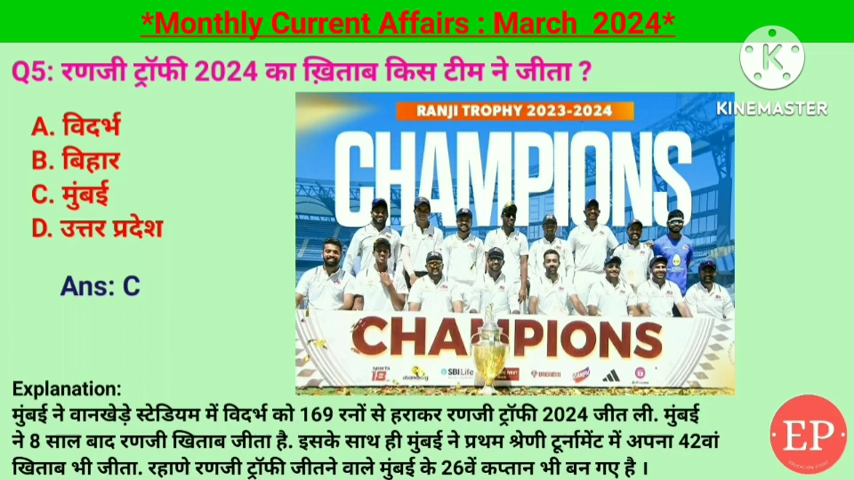 *Monthly Current Affairs : March 2024*
Q5: रणजी ट्रॉफी 2024 का ख़िताब किस टीम ने जीता ?
KINEMASTER
A. विदर्भ
B. बिहार
C. मुंबई
D. उत्तर प्रदेश
Ans: C
RANJI TROPHY 2023-2024
CHAMPIONS
CHAMPIONS
SBI Life
Explanation:
मुंबई ने वानखेड़े स्टेडियम में विदर्भ को 169 रनों से हराकर रणजी ट्रॉफी 2024 जीत ली. मुंबई
ने 8 साल बाद रणजी खिताब जीता है. इसके साथ ही मुंबई ने प्रथम श्रेणी टूर्नामेंट में अपना 42वां
खिताब भी जीता. रहाणे रणजी ट्रॉफी जीतने वाले मुंबई के 26वें कप्तान भी बन गए है ।
EP